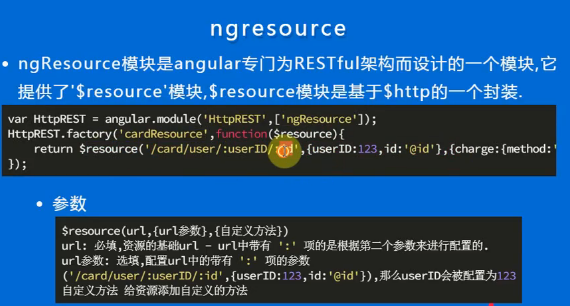 ngresource
• ngResource模块是angular专门为RESTful架构而设计的一个模块,它
提供了'$resource'模块,$resource模块是基于$http的一个封装.
var HttpREST = angular.module('HttpREST',['ngResource']);
HttpREST.factory('cardResource',function($resource){
return $resource('/card/user/:userID/:id',{userID:123,id:'@id'},{charge:{method:'
});
• 参数
$resource(url,{url参数},{自定义方法})
url: 必填,资源的基础url - url中带有 ':' 项的是根据第二个参数来进行配置的.
url参数: 选填,配置url中的带有 ':' 项的参数
('/card/user/:userID/:id',{userID:123,id:'@id'}),那么userID会被配置为123
自定义方法 给资源添加自定义的方法